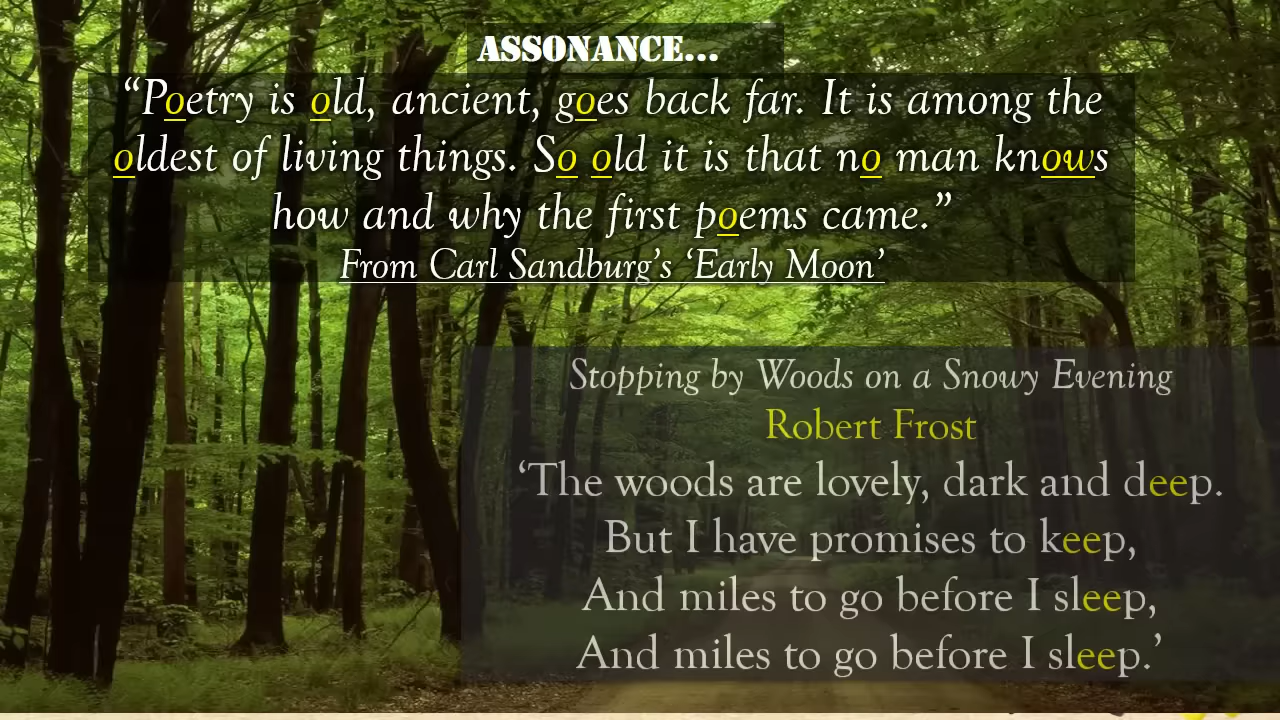 ASSONANCE...
“Poetry is old, ancient, goes back far. It is among the
oldest of living things. So old it is that no man knows
how and why the first poems came.”
From Carl Sandburg’s ‘Early Moon’
Stopping by Woods on a Snowy Evening
Robert Frost
‘The woods are lovely, dark and deep.
But I have promises to keep,
And miles to go before I sleep,
And miles to go before I sleep.’